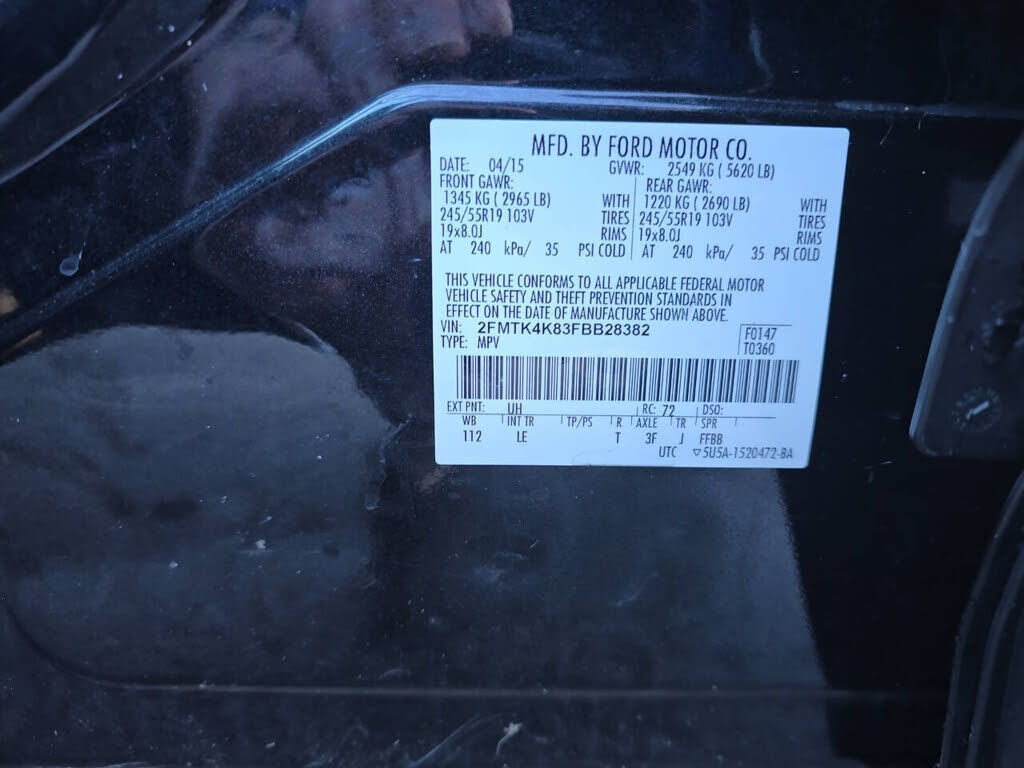 MFD. BY FORD MOTOR CO.
DATE: 04/15 GVWR: 2549 KG ( 5620 LB)
FRONT GAWR: REAR GAWR:
1345 KG ( 2965 LB) WITH 1220 KG ( 2690 LB) WITH
245/55R19 103V TIRES 245/55R19 103V TIRES
19x8.0J RIMS 19x8.0J RIMS
AT 240 kPa/ 35 PSI COLD AT 240 kPa/ 35 PSI COLD
THIS VEHICLE CONFORMS TO ALL APPLICABLE FEDERAL MOTOR
VEHICLE SAFETY AND THEFT PREVENTION STANDARDS IN
EFFECT ON THE DATE OF MANUFACTURE SHOWN ABOVE.
VIN: 2FMTK4K83FBB28382 F0147
TYPE: MPV T0360
EXT PNT: UH RC: 72 DSO:
WB INT TR TP/PS R AXLE TR SPR
112 LE T 3F J FFBB
UTC ▽5U5A-1520472-BA